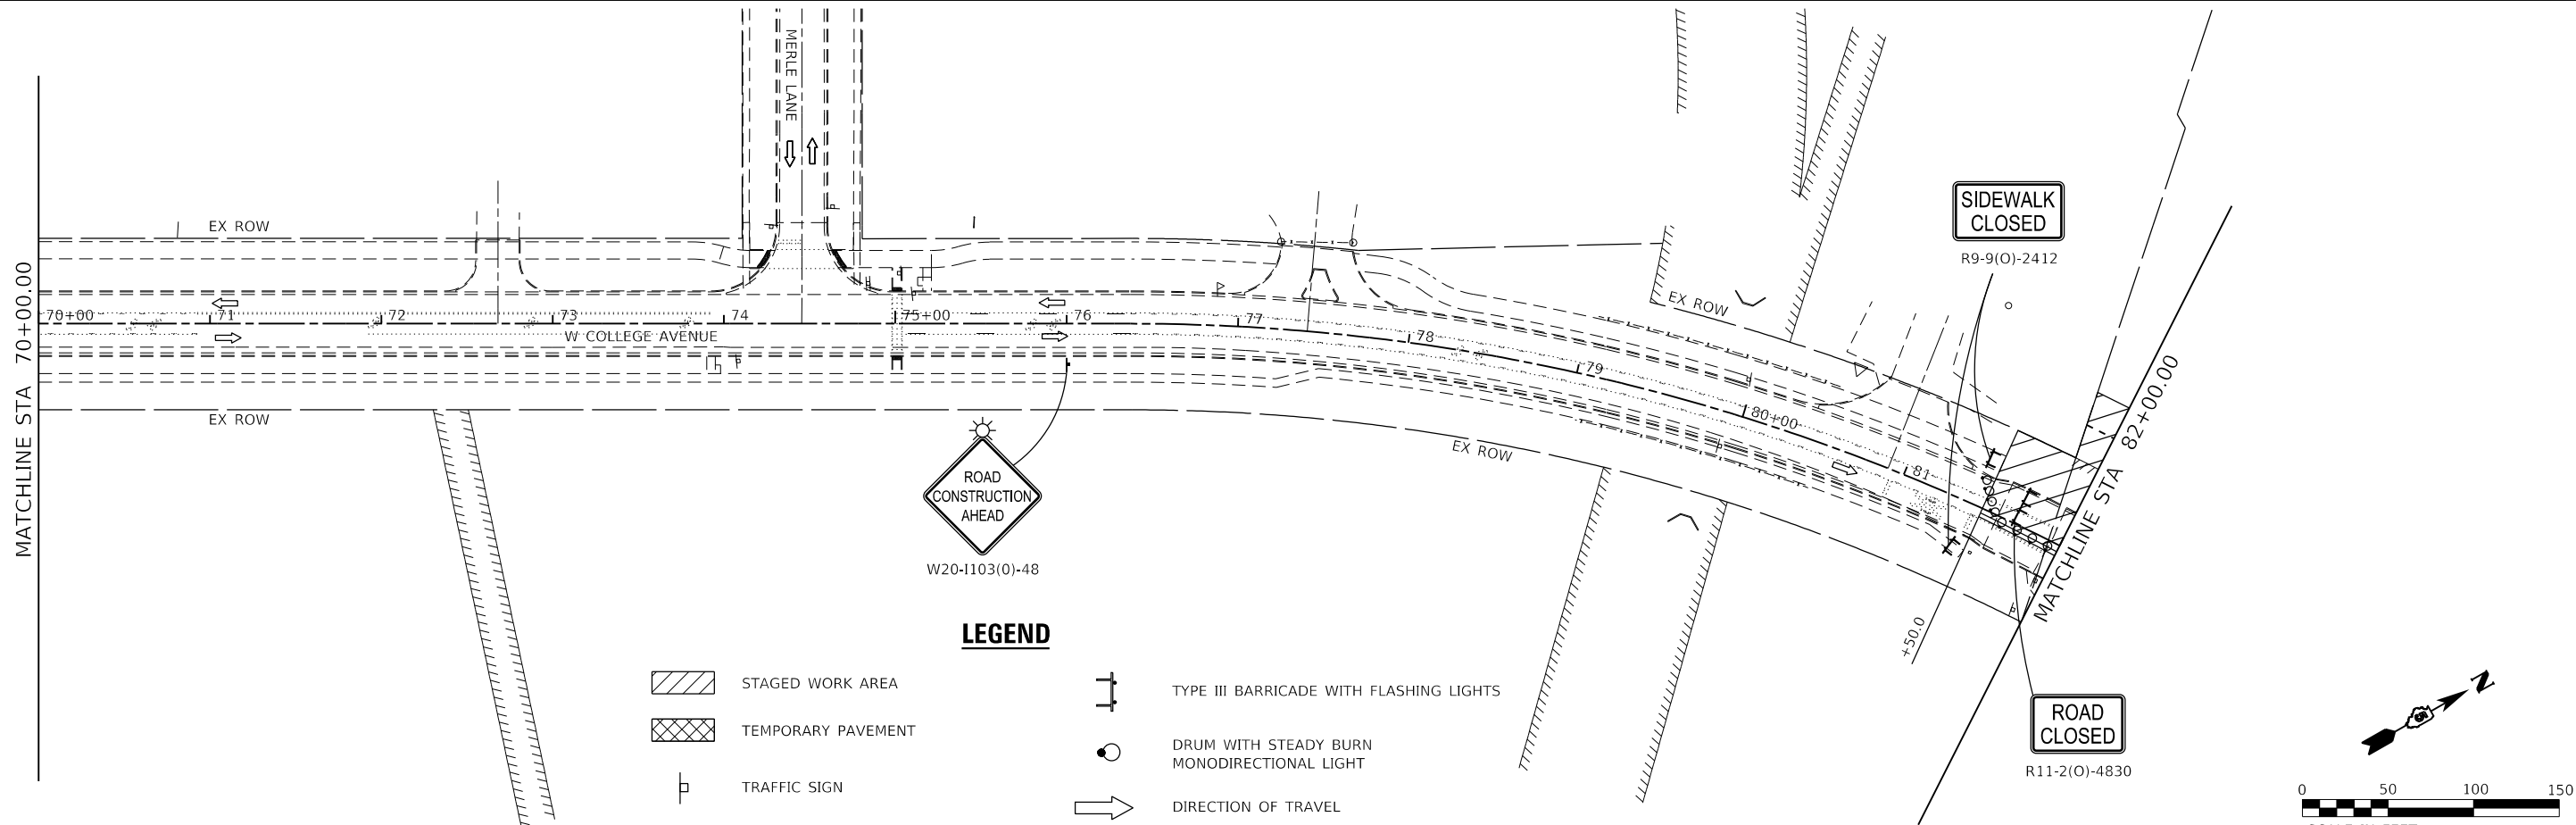 MERLE LANE
EX ROW
MATCHLINE STA 70+00.00
70+00
71
72
73
74
75+00
76
77
78
79
80+00
81
W COLLEGE AVENUE
EX ROW
EX ROW
EX ROW
SIDEWALK
CLOSED
R9-9(O)-2412
MATCHLINE STA 82+00.00
+50.0
ROAD
CONSTRUCTION
AHEAD
W20-I103(0)-48
ROAD
CLOSED
R11-2(O)-4830
LEGEND
STAGED WORK AREA
TEMPORARY PAVEMENT
TRAFFIC SIGN
TYPE III BARRICADE WITH FLASHING LIGHTS
DRUM WITH STEADY BURN
MONODIRECTIONAL LIGHT
DIRECTION OF TRAVEL
N
0 50 100 150